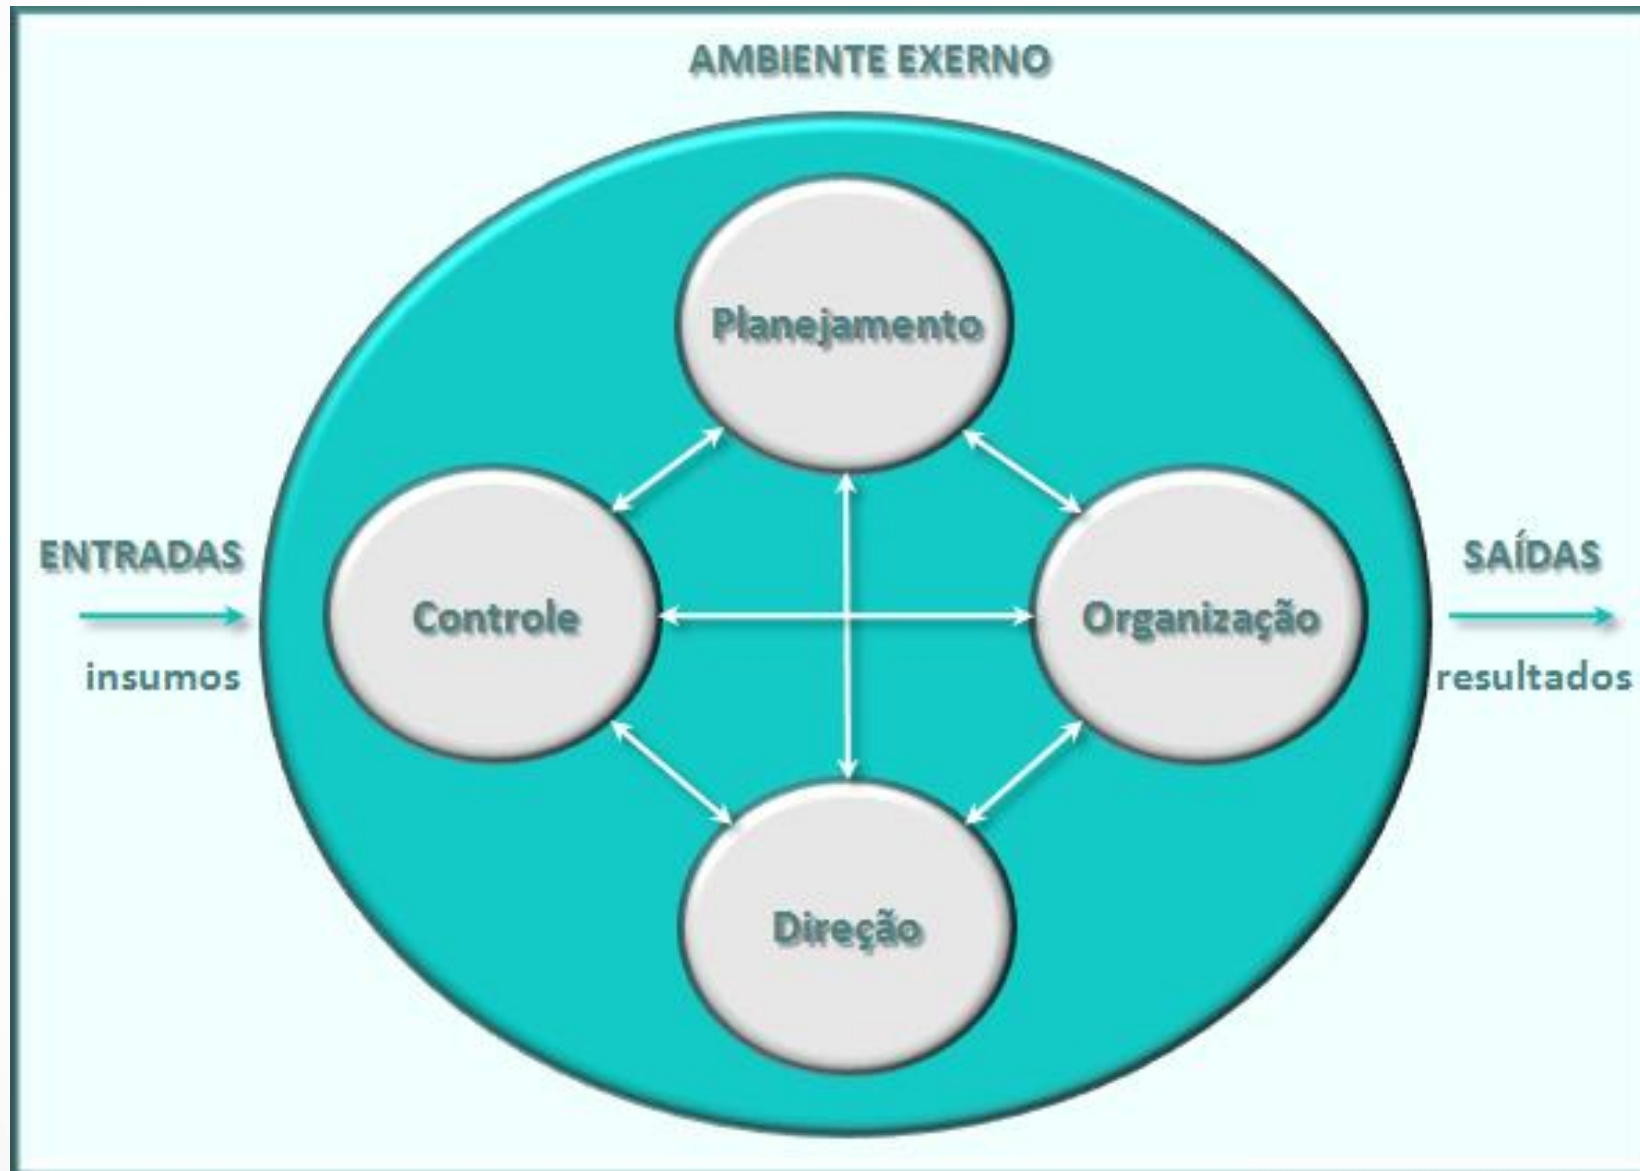 AMBIENTE EXERNO
Planejamento
ENTRADAS
SAÍDAS
Controle
Organização
insumos
resultados
Direção